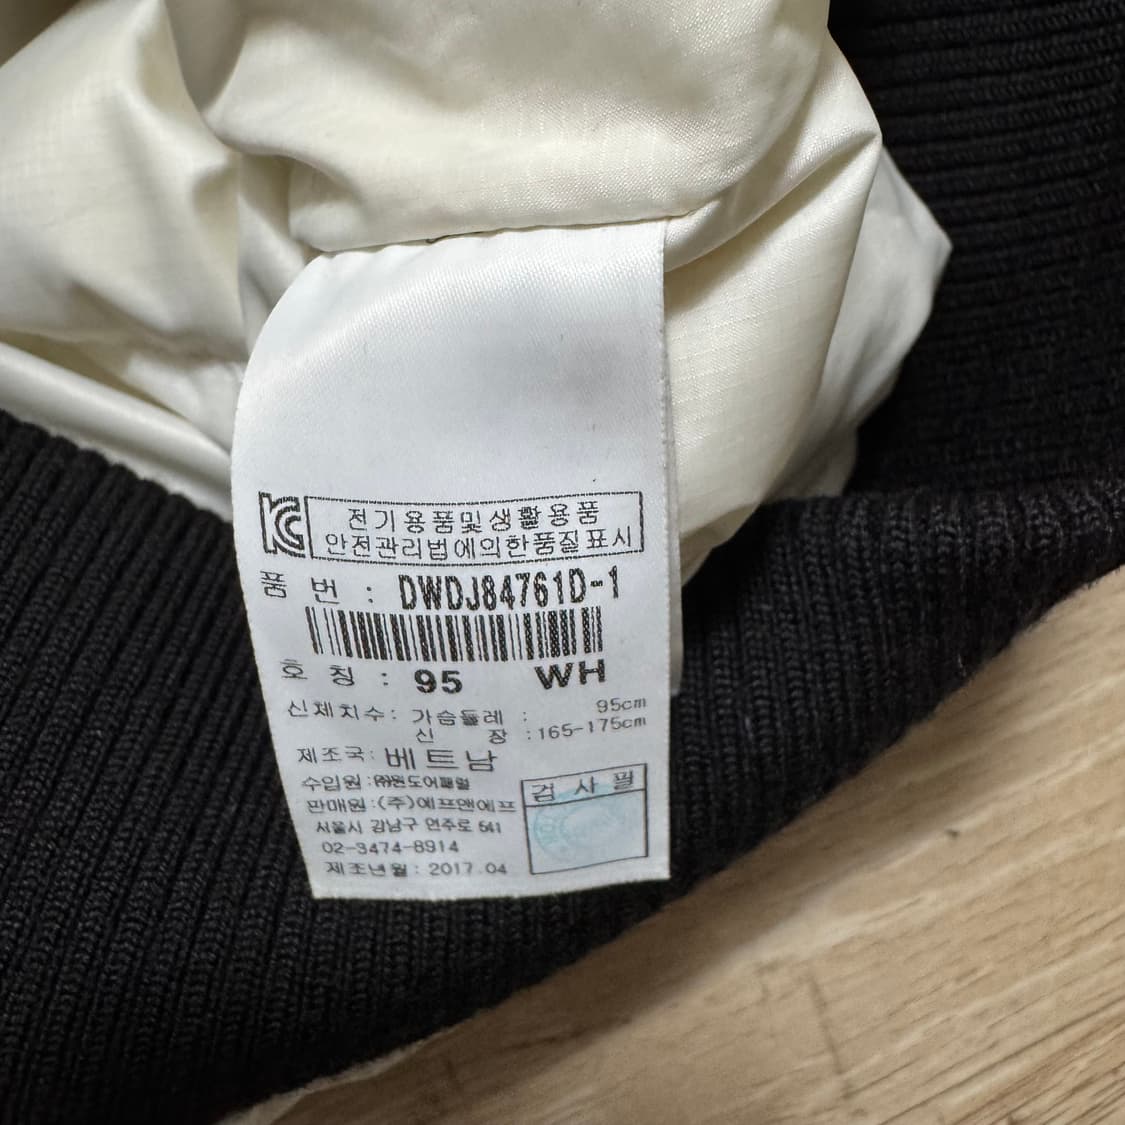 KC 전기용품및생활용품
안전관리법에의한품질표시
품 번 : DWDJ84761D-1
호 칭 : 95 WH
신체치수: 가슴둘레 : 95cm
신 장 :165-175cm
제조국: 베트남
수입원:㈜윈도어패럴
판매원:(주)에프앤에프
서울시 강남구 언주로 541
02-3474-8914
제조년월: 2017.04
검 사 필